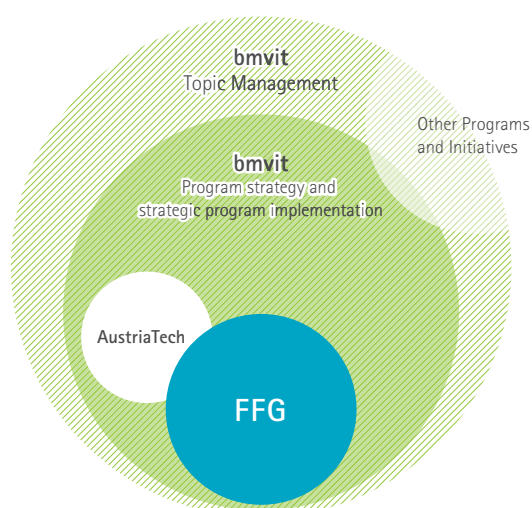 bmvit
Topic Management
Other Programs
and Initiatives
bmvit
Program strategy and
strategic program implementation
AustriaTech
FFG